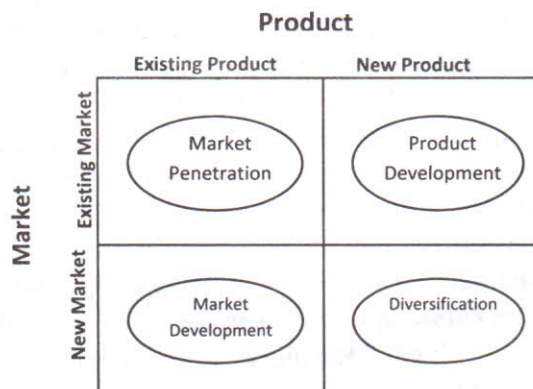 Product
Existing Product New Product
Market
Existing Market
Market
Penetration
Product
Development
New Market
Market
Development
Diversification